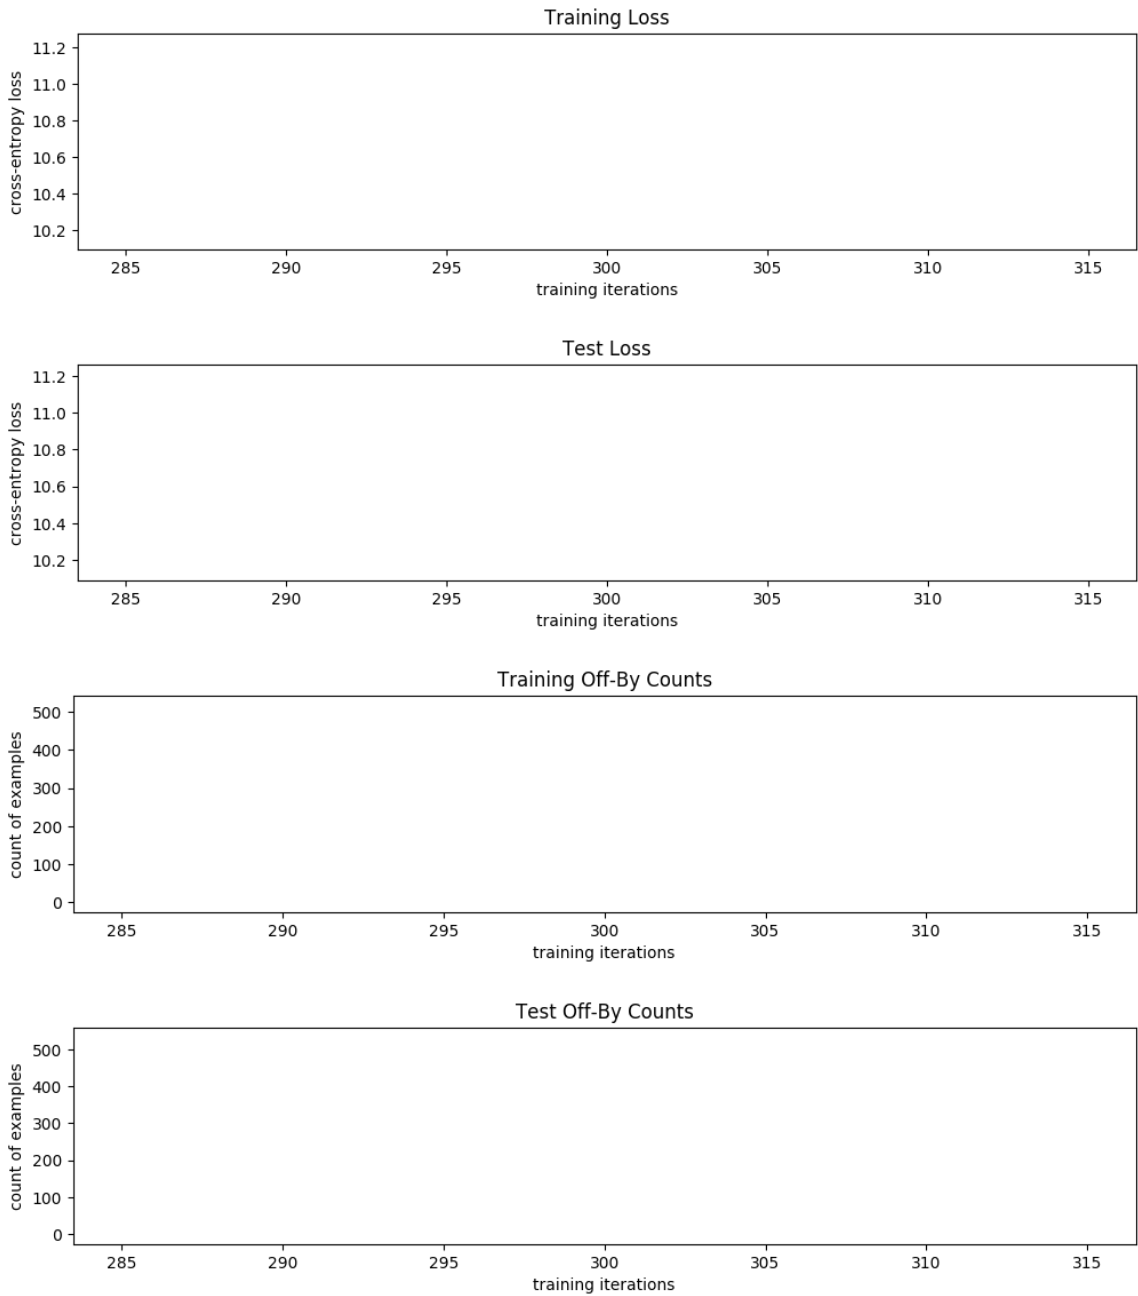 Training Loss
11.2
11.0
10.8
10.6
10.4
10.2
cross-entropy loss
285 290 295 300 305 310 315
training iterations
Test Loss
11.2
11.0
10.8
10.6
10.4
10.2
cross-entropy loss
285 290 295 300 305 310 315
training iterations
Training Off-By Counts
500
400
300
200
100
0
count of examples
285 290 295 300 305 310 315
training iterations
Test Off-By Counts
500
400
300
200
100
0
count of examples
285 290 295 300 305 310 315
training iterations